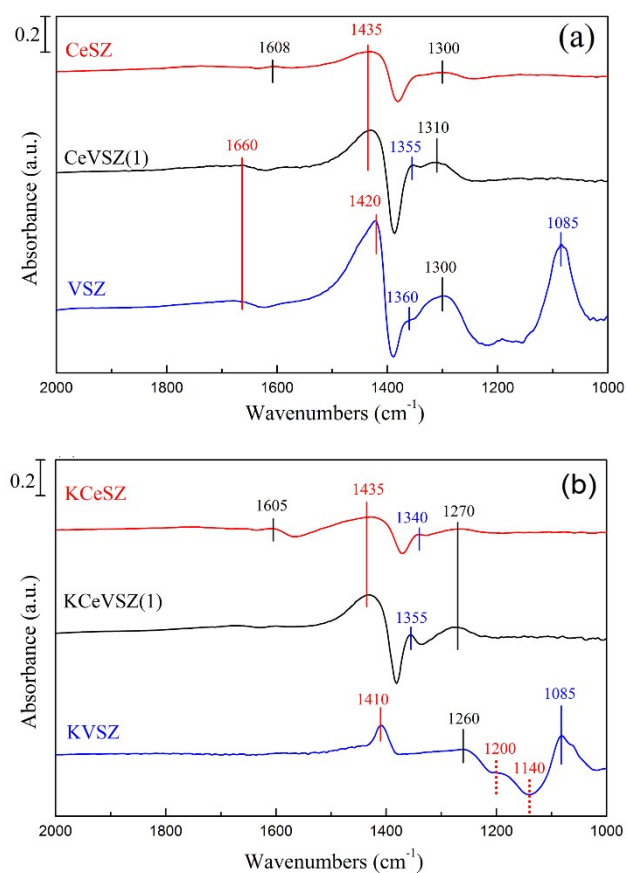 0.2
(a)
CeSZ
1608
1435
1300
CeVSZ(1)
1660
1355
1310
1420
VSZ
1360
1300
1085
Absorbance (a.u.)
2000 1800 1600 1400 1200 1000
Wavenumbers (cm⁻¹)
0.2
(b)
KCeSZ
1605
1435
1340
1270
KCeVSZ(1)
1355
1410
KVSZ
1260
1200
1140
1085
Absorbance (a.u.)
2000 1800 1600 1400 1200 1000
Wavenumbers (cm⁻¹)